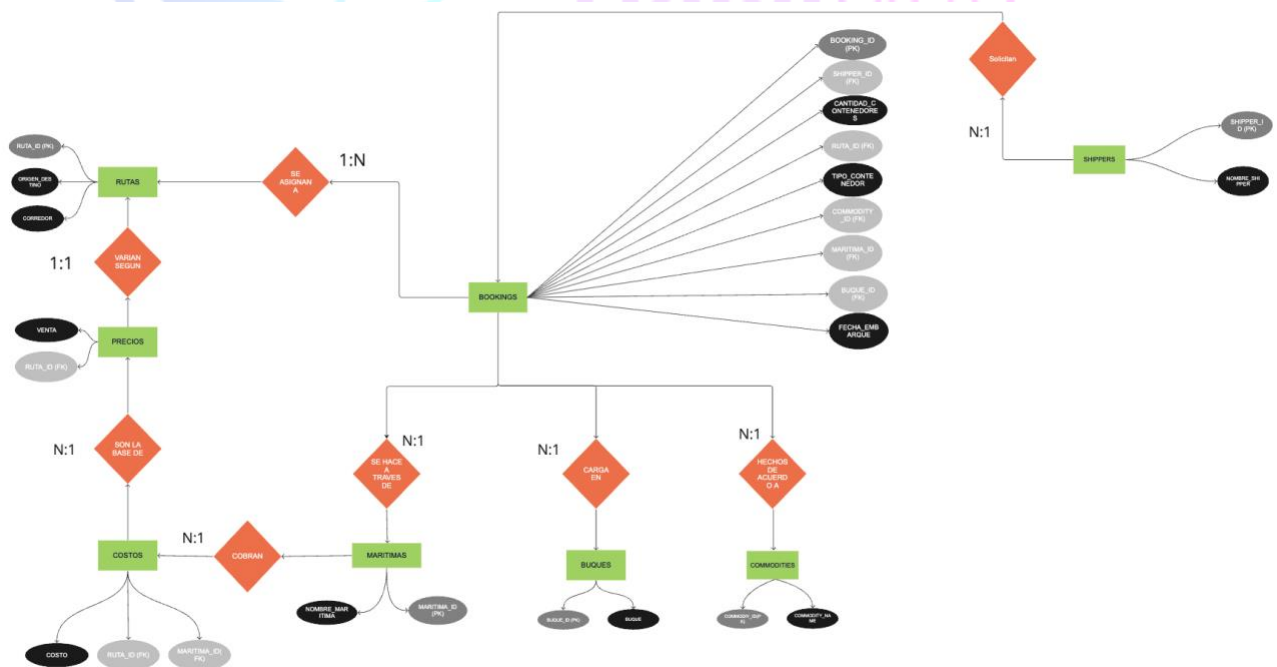 BOOKING_ID
(PK)
SHIPPER_ID
(FK)
CANTIDAD_C
ONTENEDORE
S
RUTA_ID (FK)
TIPO_CONTE
NEDOR
COMMODITY
_ID (FK)
MARITIMA_ID
(FK)
BUQUE_ID
(FK)
FECHA_EMB
ARQUE
Solicitan
N:1
SHIPPERS
SHIPPER_I
D (PK)
NOMBRE_SHI
PPER
RUTA_ID (PK)
ORIGEN_DES
TINO
CORREDOR
RUTAS
SE
ASIGNAN
A
1:N
BOOKINGS
VARIAN
SEGUN
1:1
VENTA
RUTA_ID (FK)
PRECIOS
SON LA
BASE DE
N:1
SE HACE
A
TRAVES
DE
N:1
CARGA
EN
N:1
HECHOS
DE
ACUERD
O A
N:1
COSTOS
N:1
COBRAN
MARITIMAS
BUQUES
COMMODITIES
COSTO
RUTA_ID (FK)
MARITIMA_ID(
FK)
NOMBRE_MAR
ITIMA
MARITIMA_ID
(PK)
BUQUE_ID (PK)
BUQUE
COMMODITY_NA
ME